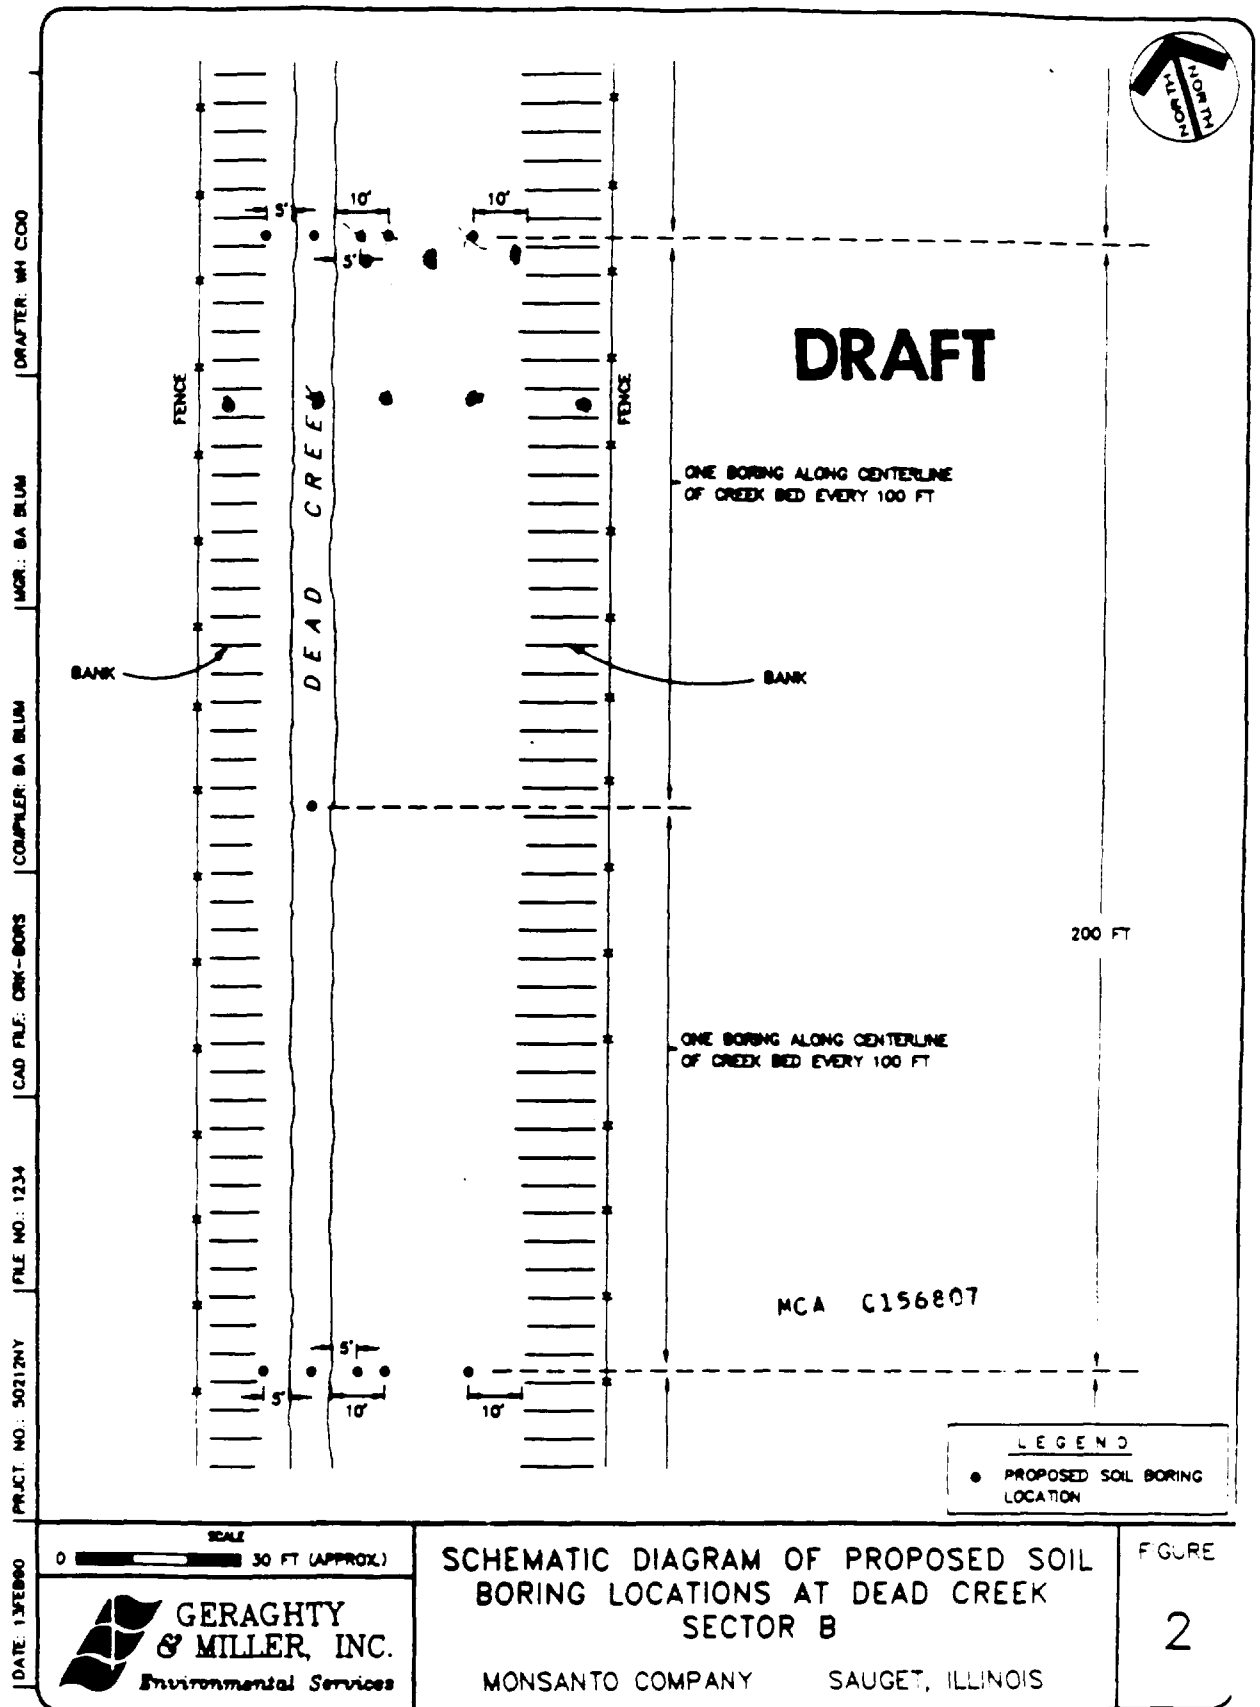 NORTH
NORTH
5'
10'
10'
5'
DRAFT
FENCE
FENCE
DEAD CREEK
ONE BORING ALONG CENTERLINE
OF CREEK BED EVERY 100 FT
BANK
BANK
200 FT
ONE BORING ALONG CENTERLINE
OF CREEK BED EVERY 100 FT
MCA C156807
5'
5'
10'
10'
LEGEND
PROPOSED SOIL BORING
LOCATION
DRAFTER: WH COO
MGR.: BA BLUM
COMPILER: BA BLUM
CAD FILE: CRK-BORS
FILE NO.: 1234
PRJCT. NO.: 50212NY
DATE: 13FEB90
SCALE
0 30 FT (APPROX.)
GERAGHTY
& MILLER, INC.
Environmental Services
SCHEMATIC DIAGRAM OF PROPOSED SOIL
BORING LOCATIONS AT DEAD CREEK
SECTOR B
MONSANTO COMPANY SAUGET, ILLINOIS
FIGURE
2